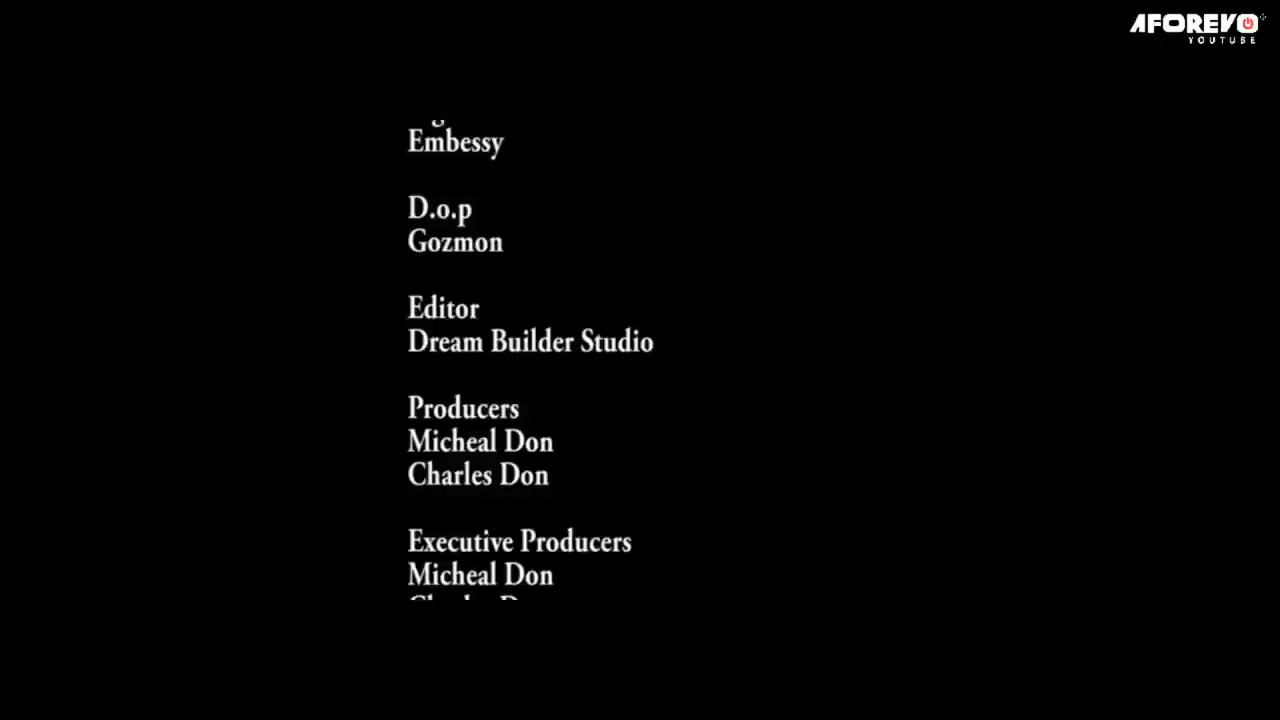 AFOREVO
YOUTUBE
Embessy
D.o.p
Gozmon
Editor
Dream Builder Studio
Producers
Micheal Don
Charles Don
Executive Producers
Micheal Don